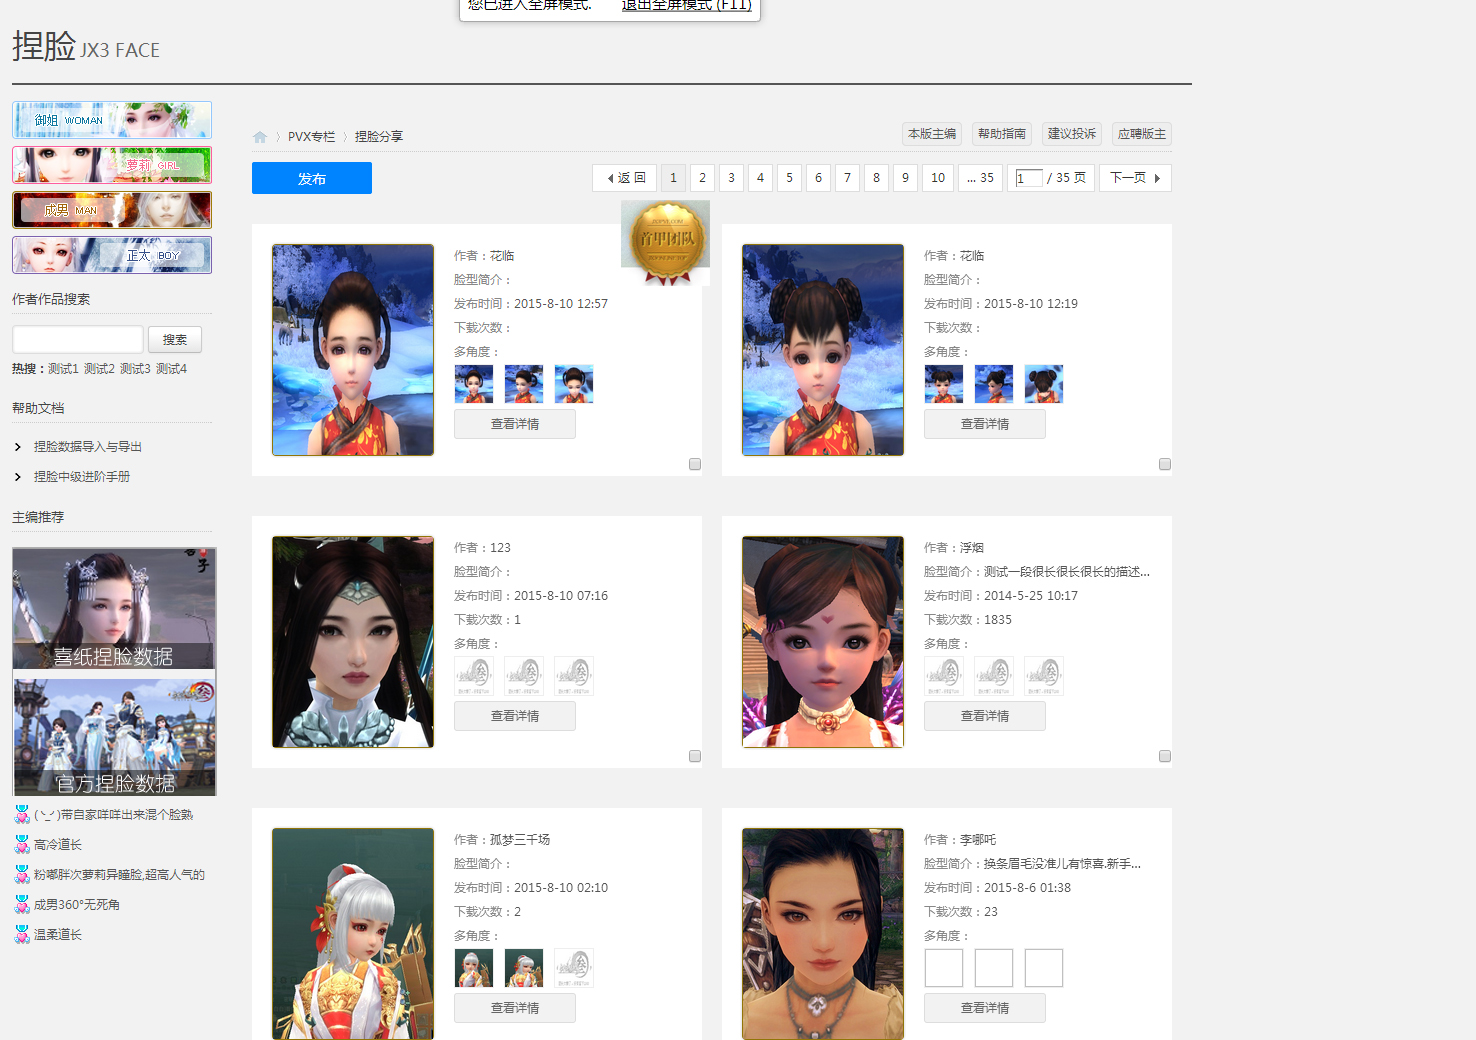 您已进入全屏模式. 退出全屏模式 (F11)
捏脸 JX3 FACE
御姐 WOMAN
萝莉 GIRL
成男 MAN
正太 BOY
作者作品搜索
搜索
热搜：测试1 测试2 测试3 测试4
帮助文档
捏脸数据导入与导出
捏脸中级进阶手册
主编推荐
喜纸捏脸数据
官方捏脸数据
带自家咩咩出来混个脸熟
高冷道长
粉嘟胖次萝莉异瞳脸,超高人气的
成男360°无死角
温柔道长
PVX专栏 捏脸分享
本版主编 帮助指南 建议投诉 应聘版主
发布
返 回 1 2 3 4 5 6 7 8 9 10 ... 35 1 / 35 页 下一页
首甲团队
作者：花临
脸型简介：
发布时间：2015-8-10 12:57
下载次数：
多角度：
查看详情
作者：花临
脸型简介：
发布时间：2015-8-10 12:19
下载次数：
多角度：
查看详情
作者：123
脸型简介：
发布时间：2015-8-10 07:16
下载次数：1
多角度：
查看详情
作者：浮烟
脸型简介：测试一段很长很长很长的描述...
发布时间：2014-5-25 10:17
下载次数：1835
多角度：
查看详情
作者：孤梦三千场
脸型简介：
发布时间：2015-8-10 02:10
下载次数：2
多角度：
查看详情
作者：李哪吒
脸型简介：换条眉毛没准儿有惊喜.新手...
发布时间：2015-8-6 01:38
下载次数：23
多角度：
查看详情